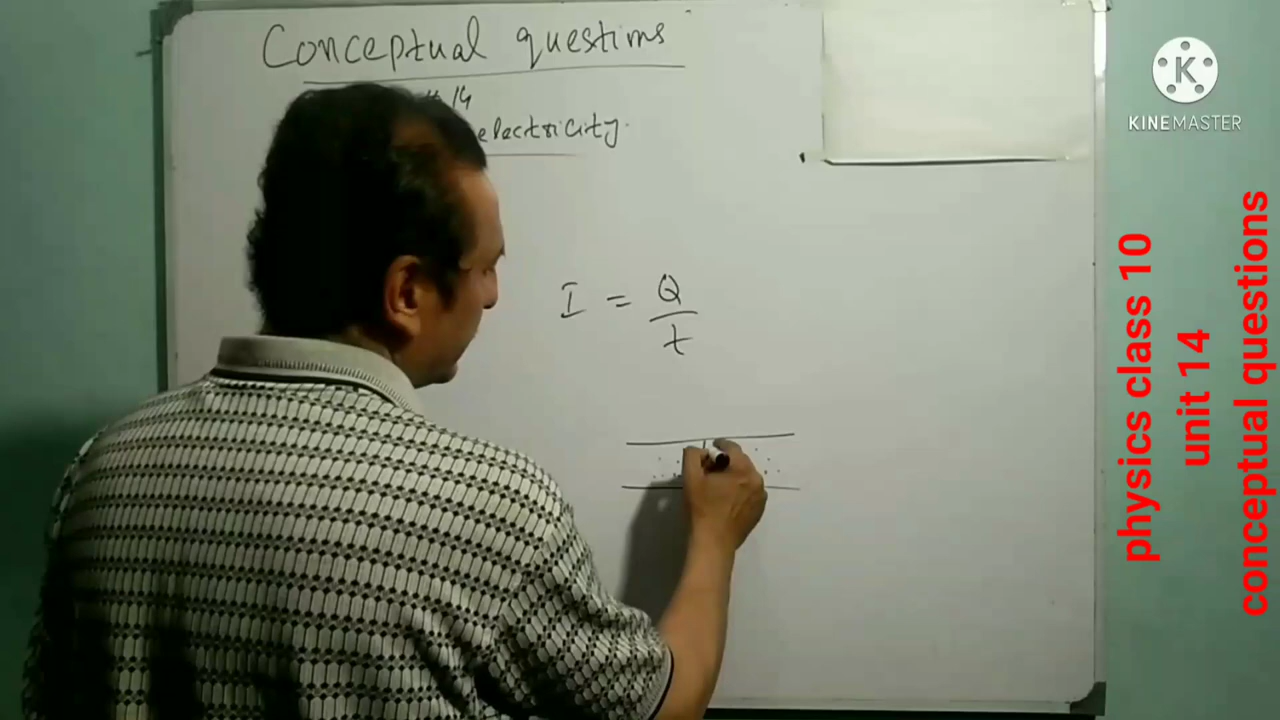 Conceptual questions
# 14
electricity.
I = Q
t
KINEMASTER
physics class 10
unit 14
conceptual questions